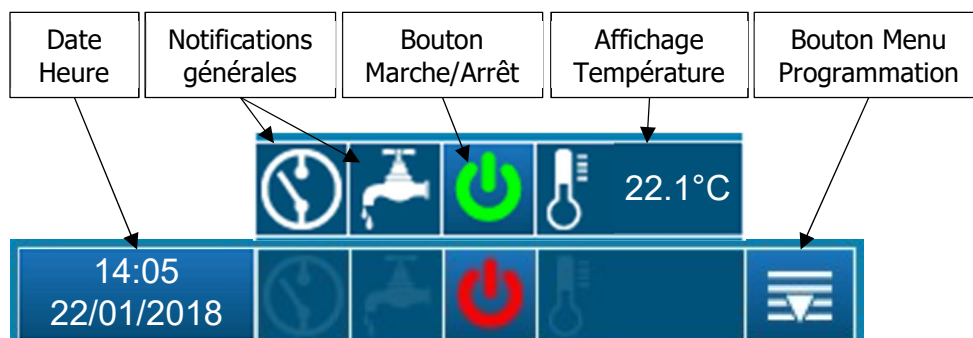 Date
Heure
Notifications
générales
Bouton
Marche/Arrêt
Affichage
Température
Bouton Menu
Programmation
22.1°C
14:05
22/01/2018